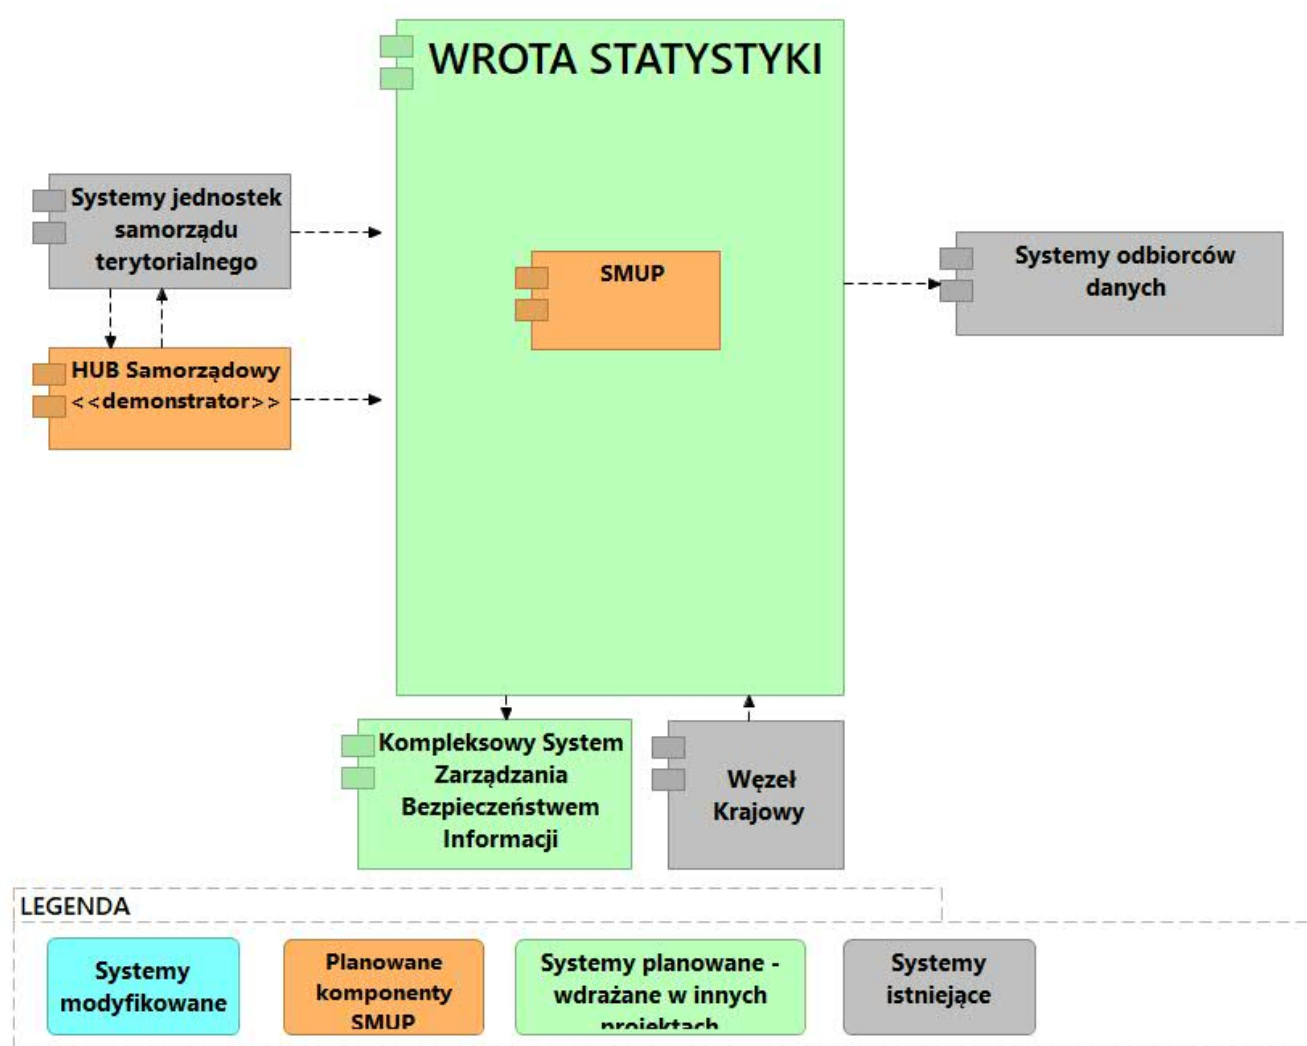 WROTA STATYSTYKI
Systemy jednostek
samorządu
terytorialnego
SMUP
Systemy odbiorców
danych
HUB Samorządowy
<<demonstrator>>
Kompleksowy System
Zarządzania
Bezpieczeństwem
Informacji
Węzeł
Krajowy
LEGENDA
Systemy
modyfikowane
Planowane
komponenty
SMUP
Systemy planowane -
wdrażane w innych
projektach
Systemy
istniejące